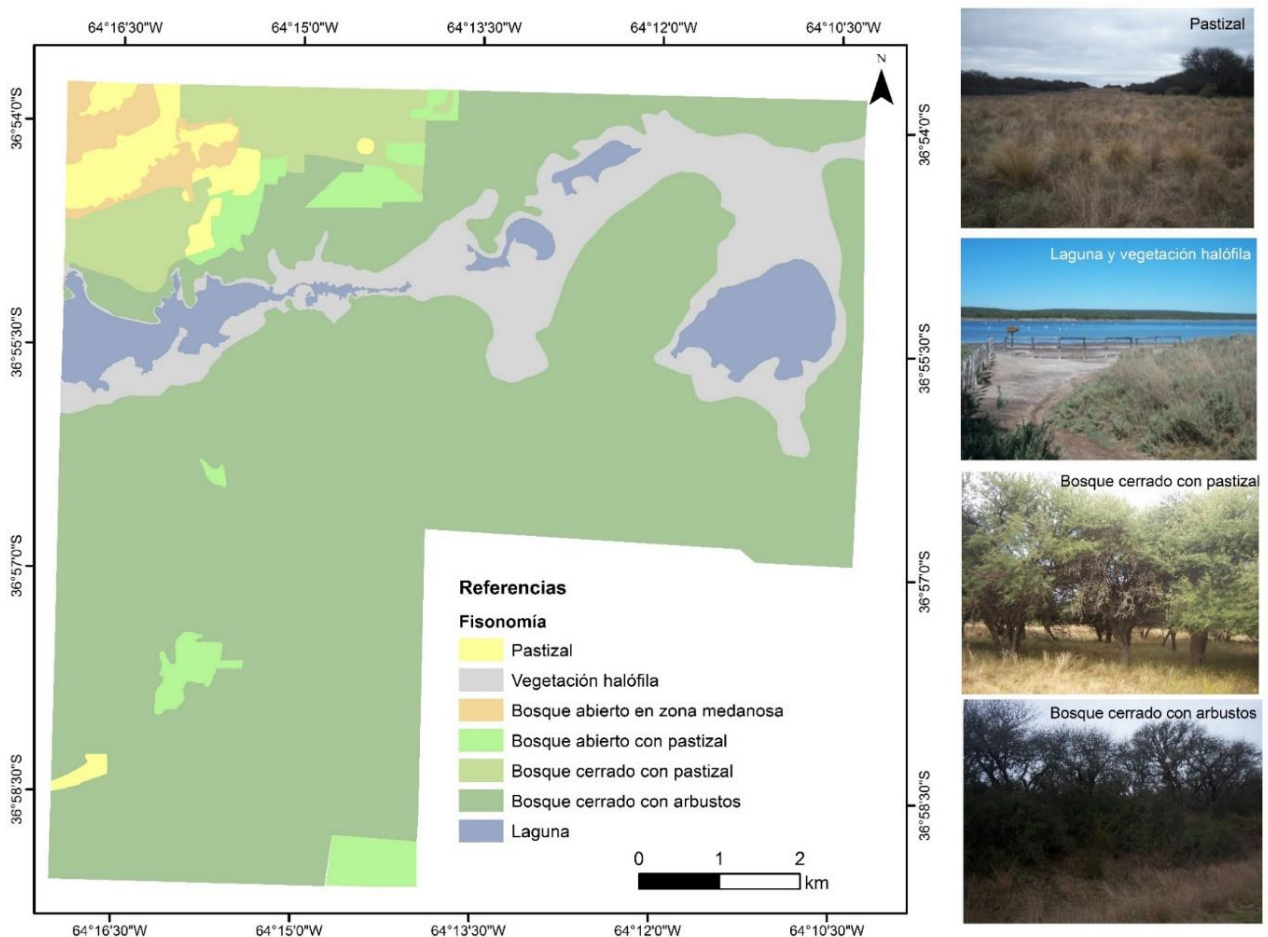 64°16'30"W 64°15'0"W 64°13'30"W 64°12'0"W 64°10'30"W
N
36°54'0"S
36°54'0"S
36°55'30"S
36°55'30"S
36°57'0"S
36°57'0"S
36°58'30"S
36°58'30"S
Referencias
Fisonomía
Pastizal
Vegetación halófila
Bosque abierto en zona medanosa
Bosque abierto con pastizal
Bosque cerrado con pastizal
Bosque cerrado con arbustos
Laguna
0 1 2
km
64°16'30"W 64°15'0"W 64°13'30"W 64°12'0"W 64°10'30"W
Pastizal
Laguna y vegetación halófila
Bosque cerrado con pastizal
Bosque cerrado con arbustos